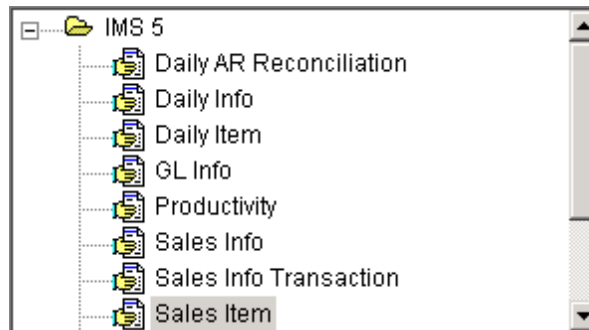 IMS 5
Daily AR Reconciliation
Daily Info
Daily Item
GL Info
Productivity
Sales Info
Sales Info Transaction
Sales Item